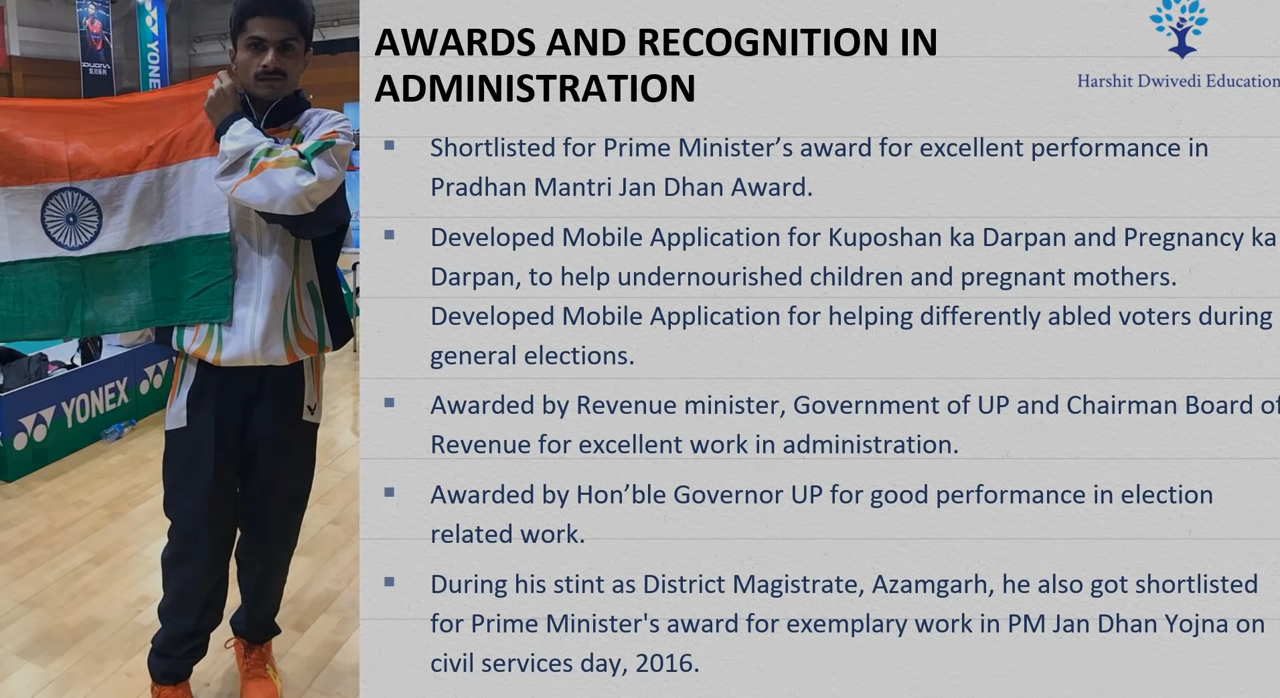 YONEX
AWARDS AND RECOGNITION IN
ADMINISTRATION
Harshit Dwivedi Education
▪ Shortlisted for Prime Minister’s award for excellent performance in
Pradhan Mantri Jan Dhan Award.
▪ Developed Mobile Application for Kuposhan ka Darpan and Pregnancy ka
Darpan, to help undernourished children and pregnant mothers.
Developed Mobile Application for helping differently abled voters during
general elections.
▪ Awarded by Revenue minister, Government of UP and Chairman Board of
Revenue for excellent work in administration.
▪ Awarded by Hon’ble Governor UP for good performance in election
related work.
▪ During his stint as District Magistrate, Azamgarh, he also got shortlisted
for Prime Minister's award for exemplary work in PM Jan Dhan Yojna on
civil services day, 2016.
YONEX